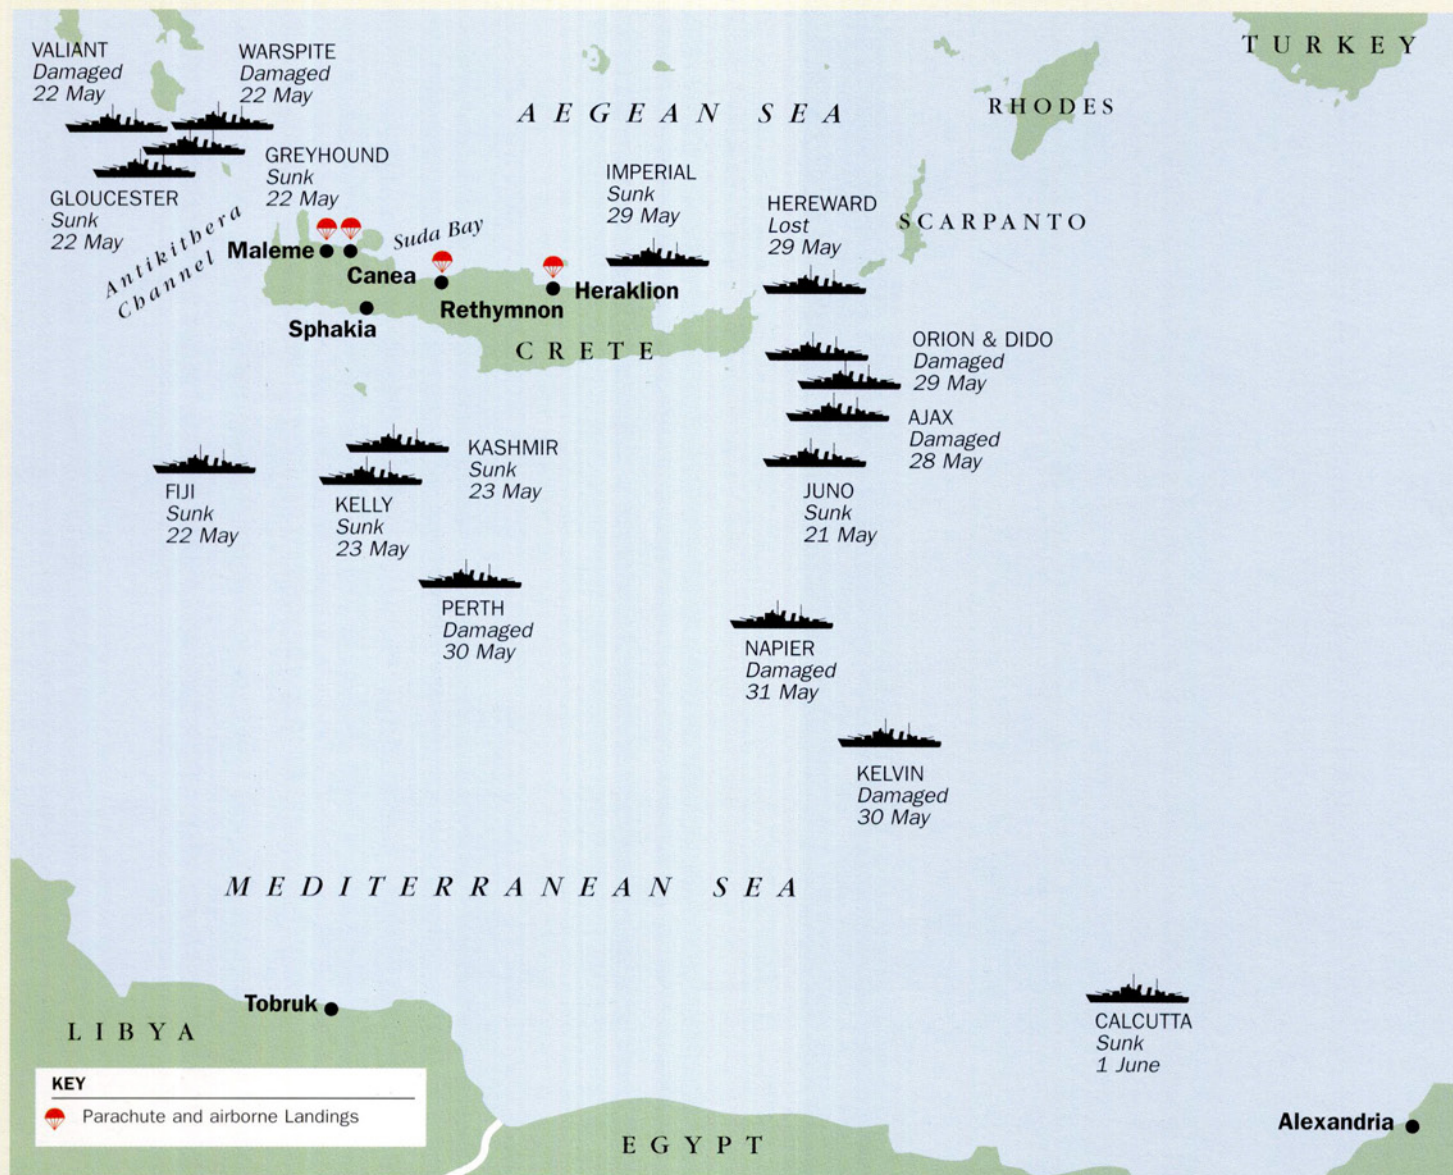 VALIANT
Damaged
22 May
WARSPITE
Damaged
22 May
TURKEY
AEGEAN SEA
RHODES
GREYHOUND
Sunk
22 May
GLOUCESTER
Sunk
22 May
IMPERIAL
Sunk
29 May
HEREWARD
Lost
29 May
SCARPANTO
Antikithera
Channel
Suda Bay
Maleme
Canea
Rethymnon
Heraklion
Sphakia
CRETE
ORION & DIDO
Damaged
29 May
AJAX
Damaged
28 May
KASHMIR
Sunk
23 May
FIJI
Sunk
22 May
KELLY
Sunk
23 May
JUNO
Sunk
21 May
PERTH
Damaged
30 May
NAPIER
Damaged
31 May
KELVIN
Damaged
30 May
MEDITERRANEAN SEA
Tobruk
LIBYA
CALCUTTA
Sunk
1 June
KEY
Parachute and airborne Landings
Alexandria
EGYPT